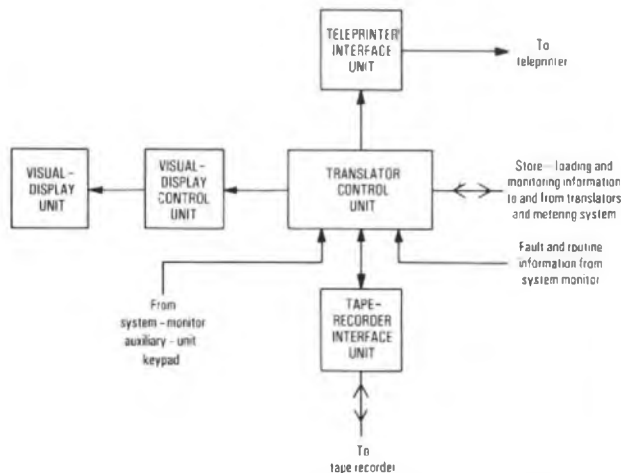 TELEPRINTER
INTERFACE
UNIT
To
teleprinter
VISUAL-
DISPLAY
UNIT
VISUAL-
DISPLAY
CONTROL
UNIT
TRANSLATOR
CONTROL
UNIT
Store-loading and
monitoring information
to and from translators
and metering system
Fault and routine
information from
system monitor
From
system-monitor
auxiliary-unit
keypad
TAPE-
RECORDER
INTERFACE
UNIT
To
tape recorder